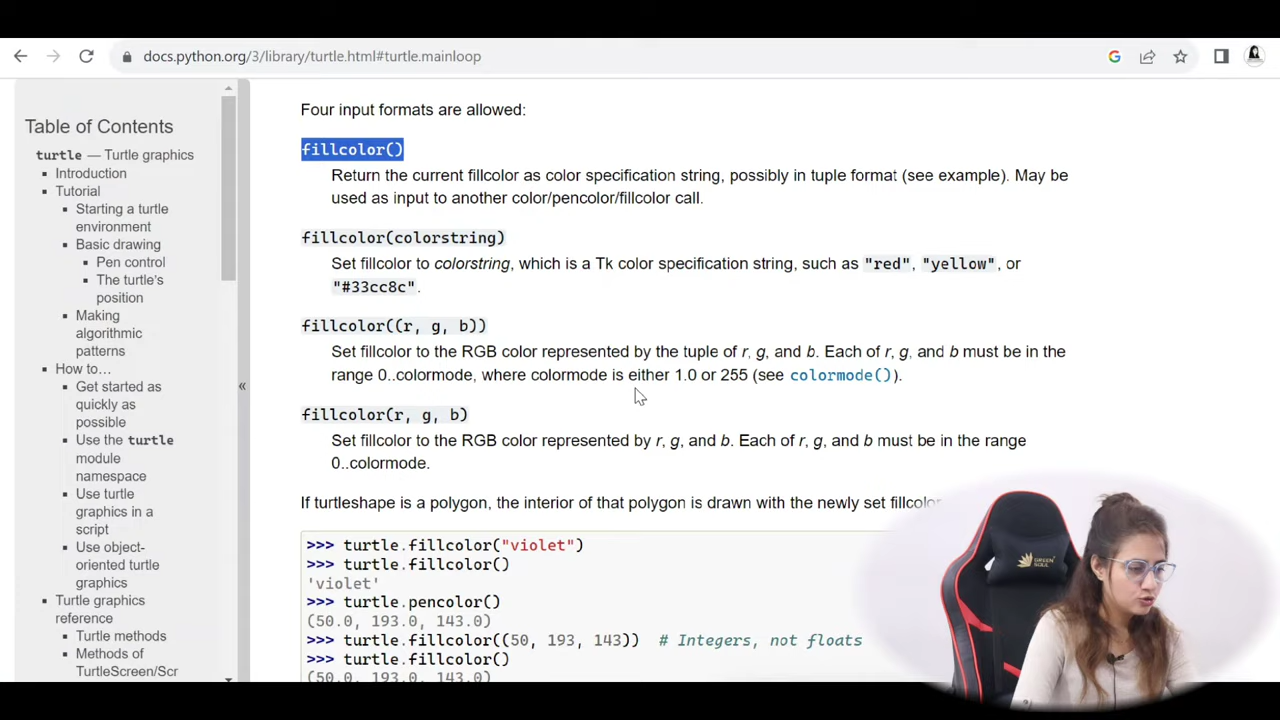 docs.python.org/3/library/turtle.html#turtle.mainloop
Table of Contents
turtle — Turtle graphics
Introduction
Tutorial
Starting a turtle
environment
Basic drawing
Pen control
The turtle's
position
Making
algorithmic
patterns
How to…
Get started as
quickly as
possible
Use the turtle
module
namespace
Use turtle
graphics in a
script
Use object-
oriented turtle
graphics
Turtle graphics
reference
Turtle methods
Methods of
TurtleScreen/Scr
«
Four input formats are allowed:
fillcolor()
Return the current fillcolor as color specification string, possibly in tuple format (see example). May be
used as input to another color/pencolor/fillcolor call.
fillcolor(colorstring)
Set fillcolor to colorstring, which is a Tk color specification string, such as "red", "yellow", or
"#33cc8c".
fillcolor((r, g, b))
Set fillcolor to the RGB color represented by the tuple of r, g, and b. Each of r, g, and b must be in the
range 0..colormode, where colormode is either 1.0 or 255 (see colormode()).
fillcolor(r, g, b)
Set fillcolor to the RGB color represented by r, g, and b. Each of r, g, and b must be in the range
0..colormode.
If turtleshape is a polygon, the interior of that polygon is drawn with the newly set fillcolo
>>> turtle.fillcolor("violet")
>>> turtle.fillcolor()
'violet'
>>> turtle.pencolor()
(50.0, 193.0, 143.0)
>>> turtle.fillcolor((50, 193, 143))  # Integers, not floats
>>> turtle.fillcolor()
(50.0, 193.0, 143.0)
GREEN
SOUL